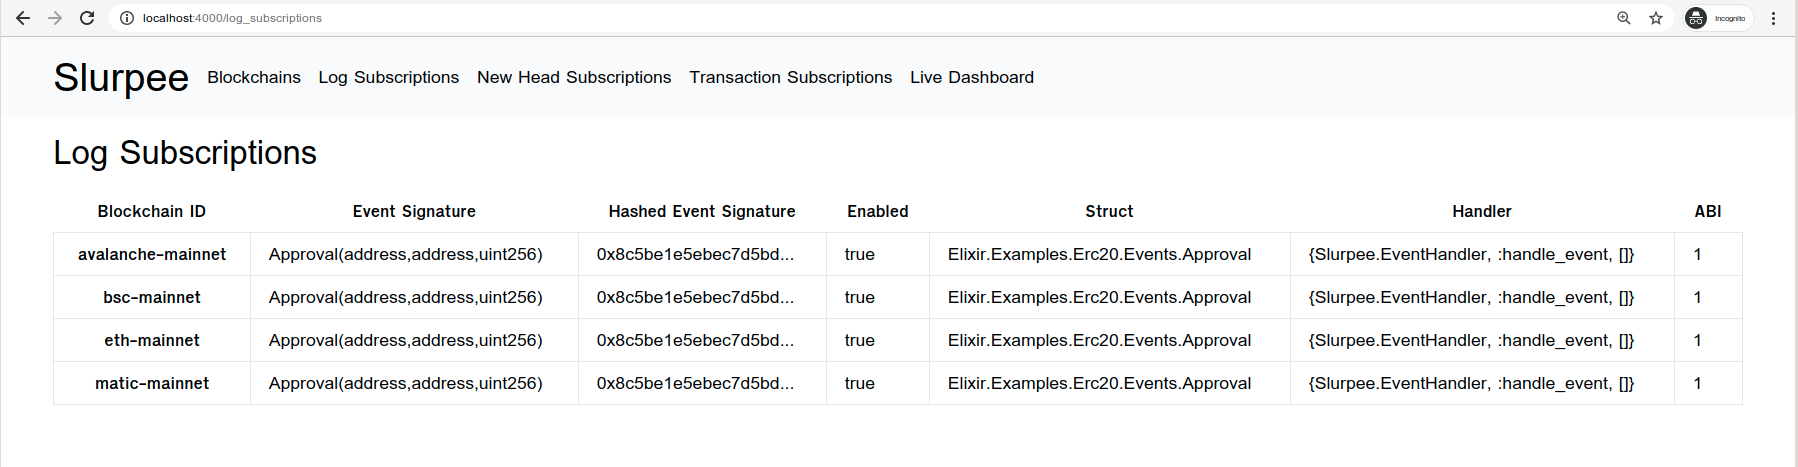 localhost:4000/log_subscriptions Incognito
Slurpee Blockchains Log Subscriptions New Head Subscriptions Transaction Subscriptions Live Dashboard
Log Subscriptions
Blockchain ID Event Signature Hashed Event Signature Enabled Struct Handler ABI
avalanche-mainnet Approval(address,address,uint256) 0x8c5be1e5ebec7d5bd... true Elixir.Examples.Erc20.Events.Approval {Slurpee.EventHandler, :handle_event, []} 1
bsc-mainnet Approval(address,address,uint256) 0x8c5be1e5ebec7d5bd... true Elixir.Examples.Erc20.Events.Approval {Slurpee.EventHandler, :handle_event, []} 1
eth-mainnet Approval(address,address,uint256) 0x8c5be1e5ebec7d5bd... true Elixir.Examples.Erc20.Events.Approval {Slurpee.EventHandler, :handle_event, []} 1
matic-mainnet Approval(address,address,uint256) 0x8c5be1e5ebec7d5bd... true Elixir.Examples.Erc20.Events.Approval {Slurpee.EventHandler, :handle_event, []} 1